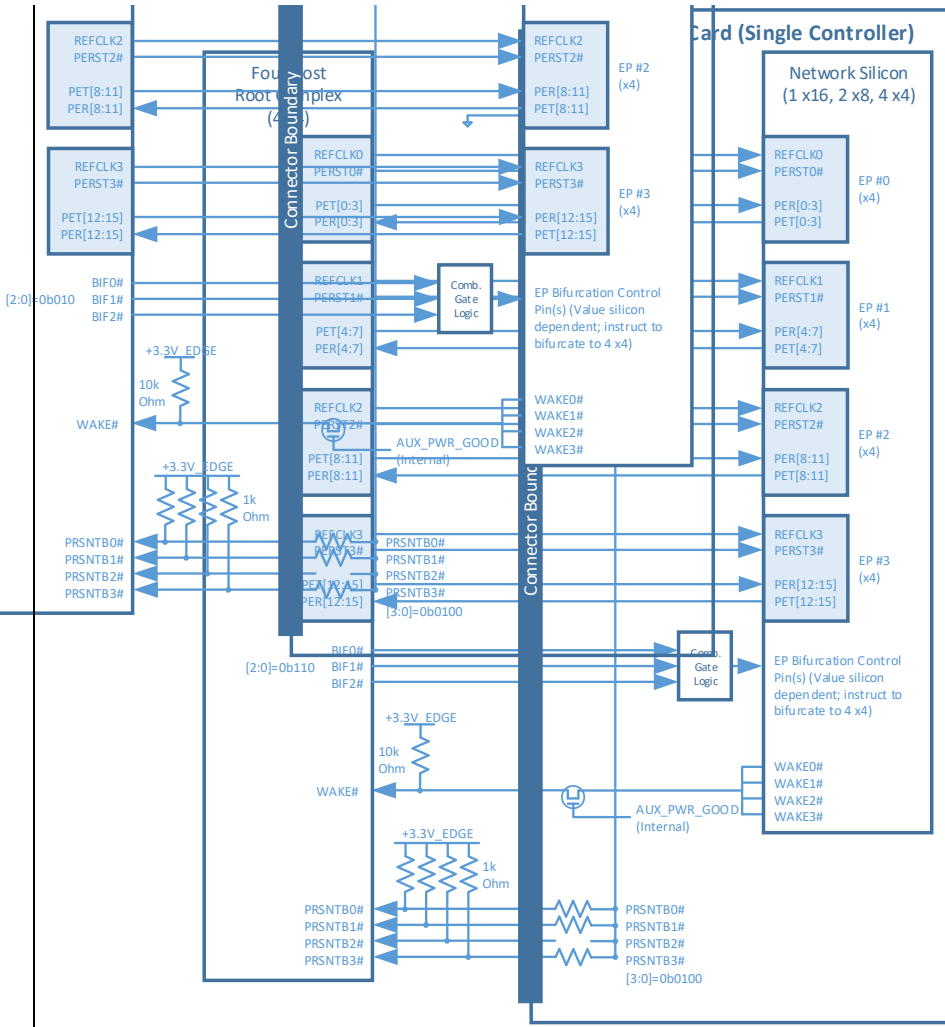 Card (Single Controller)
REFCLK2
PERST2#
PET[8:11]
PER[8:11]
REFCLK3
PERST3#
PET[12:15]
PER[12:15]
BIF0#
[2:0]=0b010
BIF1#
BIF2#
+3.3V_EDGE
10k
Ohm
WAKE#
+3.3V_EDGE
1k
Ohm
PRSNTB0#
PRSNTB1#
PRSNTB2#
PRSNTB3#
Root Complex
Connector Boundary
REFCLK0
PERST0#
PET[0:3]
PER[0:3]
REFCLK1
PERST1#
PET[4:7]
PER[4:7]
REFCLK2
PERST2#
PET[8:11]
PER[8:11]
REFCLK3
PERST3#
PET[12:15]
PER[12:15]
Comb.
Gate
Logic
AUX_PWR_GOOD
(Internal)
PRSNTB0#
PRSNTB1#
PRSNTB2#
PRSNTB3#
[3:0]=0b0100
REFCLK2
PERST2#
PER[8:11]
PET[8:11]
EP #2
(x4)
REFCLK3
PERST3#
PER[12:15]
PET[12:15]
EP #3
(x4)
EP Bifurcation Control
Pin(s) (Value silicon
dependent; instruct to
bifurcate to 4 x4)
WAKE0#
WAKE1#
WAKE2#
WAKE3#
Connector
Network Silicon
(1 x16, 2 x8, 4 x4)
REFCLK0
PERST0#
PER[0:3]
PET[0:3]
EP #0
(x4)
REFCLK1
PERST1#
PER[4:7]
PET[4:7]
EP #1
(x4)
REFCLK2
PERST2#
PER[8:11]
PET[8:11]
EP #2
(x4)
REFCLK3
PERST3#
PER[12:15]
PET[12:15]
EP #3
(x4)
BIF0#
[2:0]=0b110
BIF1#
BIF2#
Comb.
Gate
Logic
EP Bifurcation Control
Pin(s) (Value silicon
dependent; instruct to
bifurcate to 4 x4)
+3.3V_EDGE
10k
Ohm
WAKE#
AUX_PWR_GOOD
(Internal)
WAKE0#
WAKE1#
WAKE2#
WAKE3#
+3.3V_EDGE
1k
Ohm
PRSNTB0#
PRSNTB1#
PRSNTB2#
PRSNTB3#
PRSNTB0#
PRSNTB1#
PRSNTB2#
PRSNTB3#
[3:0]=0b0100